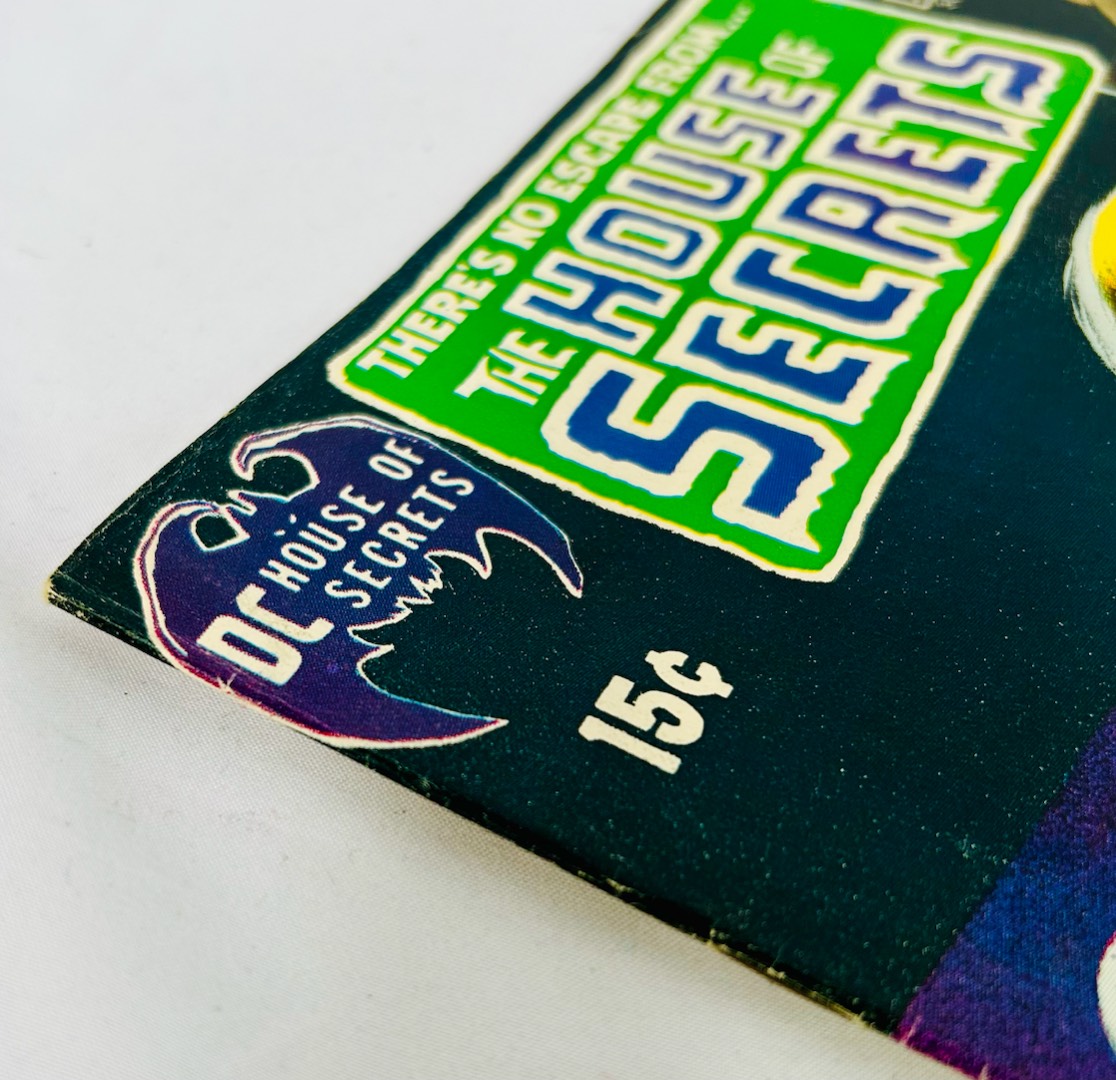 THERE'S NO ESCAPE FROM...
THE HOUSE OF
SECRETS
DC HOUSE OF
SECRETS
15¢